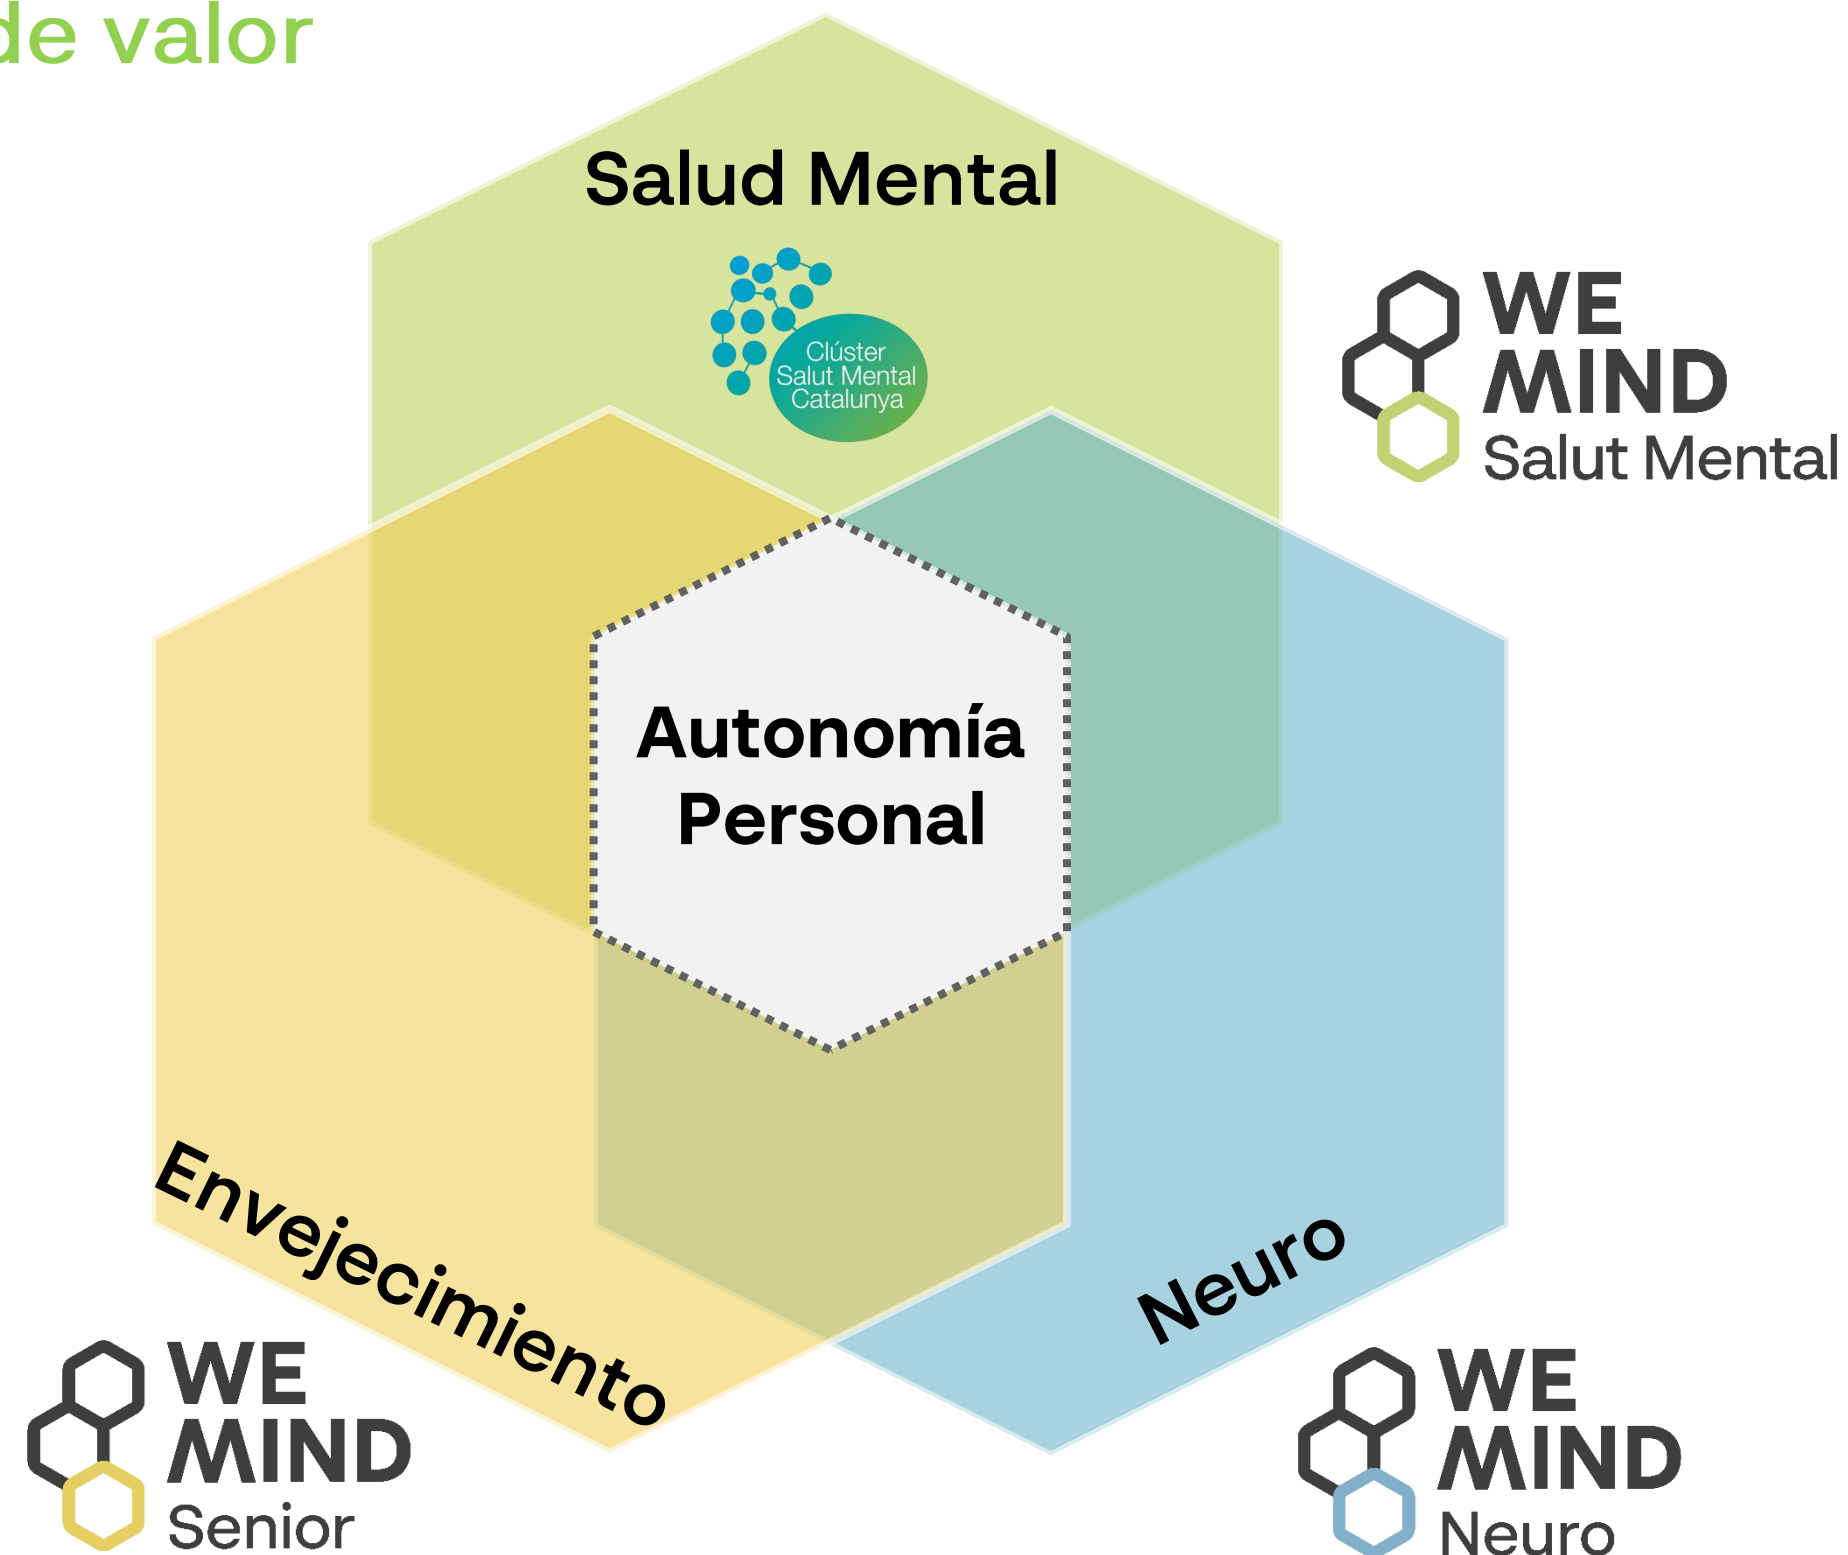 de valor
Salud Mental
Clúster
Salut Mental
Catalunya
WE
MIND
Salut Mental
Autonomía
Personal
Envejecimiento
Neuro
WE
MIND
Senior
WE
MIND
Neuro